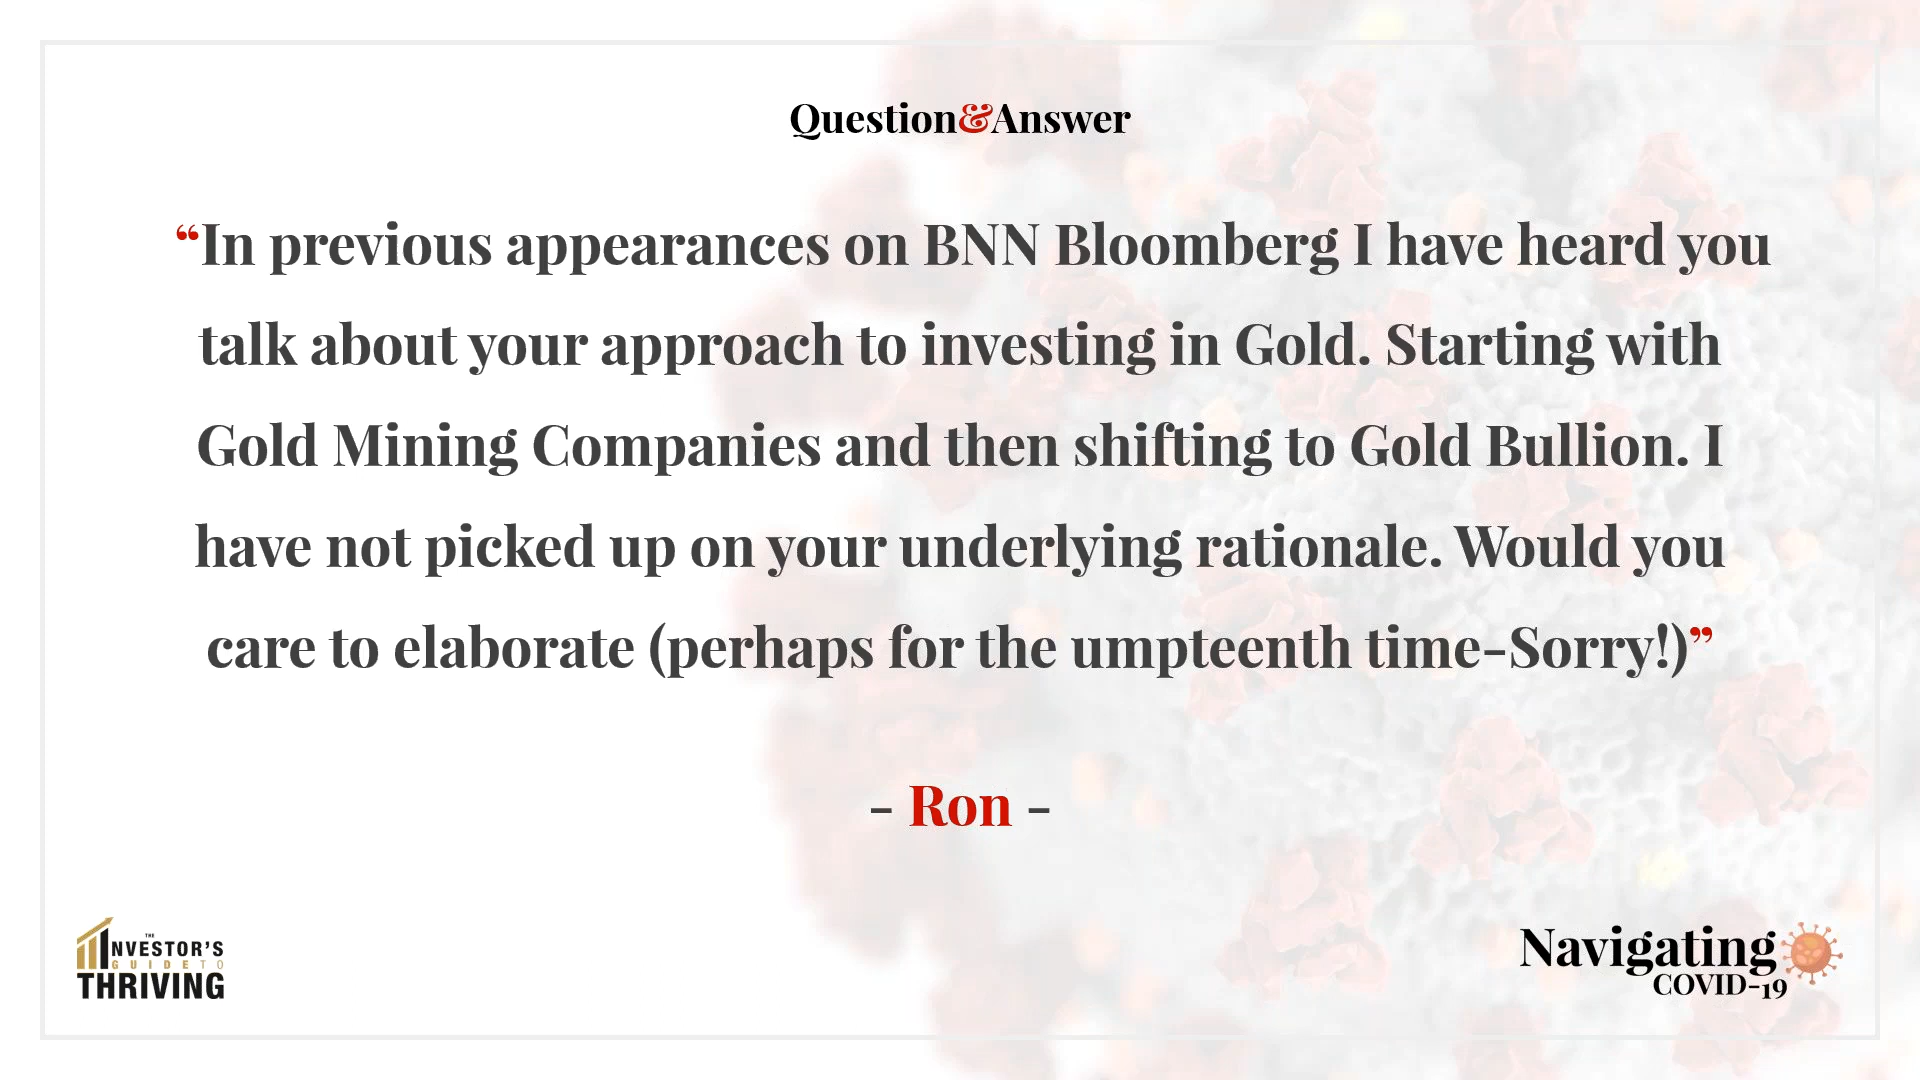 Question&Answer
“In previous appearances on BNN Bloomberg I have heard you
talk about your approach to investing in Gold. Starting with
Gold Mining Companies and then shifting to Gold Bullion. I
have not picked up on your underlying rationale. Would you
care to elaborate (perhaps for the umpteenth time-Sorry!)”
- Ron -
THE
INVESTOR'S
GUIDE TO
THRIVING
Navigating
COVID-19